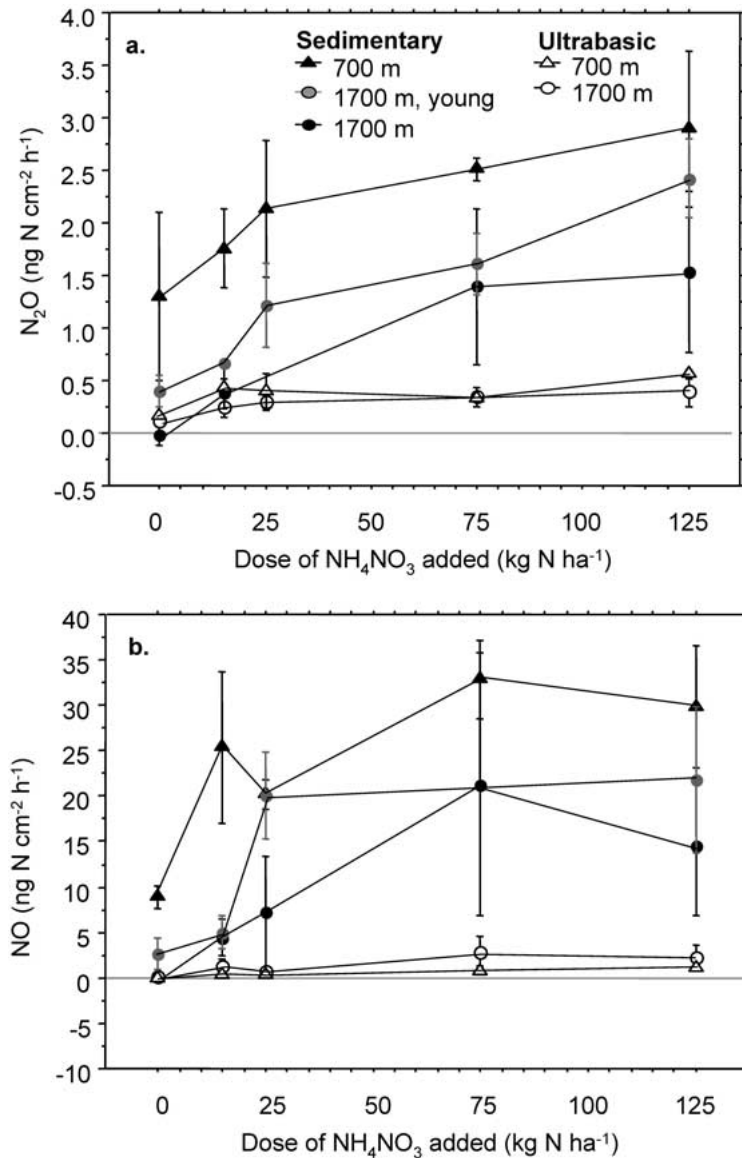 a.
Sedimentary Ultrabasic
700 m 700 m
1700 m, young 1700 m
1700 m
4.0
3.5
3.0
2.5
2.0
1.5
1.0
0.5
0.0
-0.5
N₂O (ng N cm⁻² h⁻¹)
0 25 50 75 100 125
Dose of NH₄NO₃ added (kg N ha⁻¹)
b.
40
35
30
25
20
15
10
5
0
-5
-10
NO (ng N cm⁻² h⁻¹)
0 25 50 75 100 125
Dose of NH₄NO₃ added (kg N ha⁻¹)